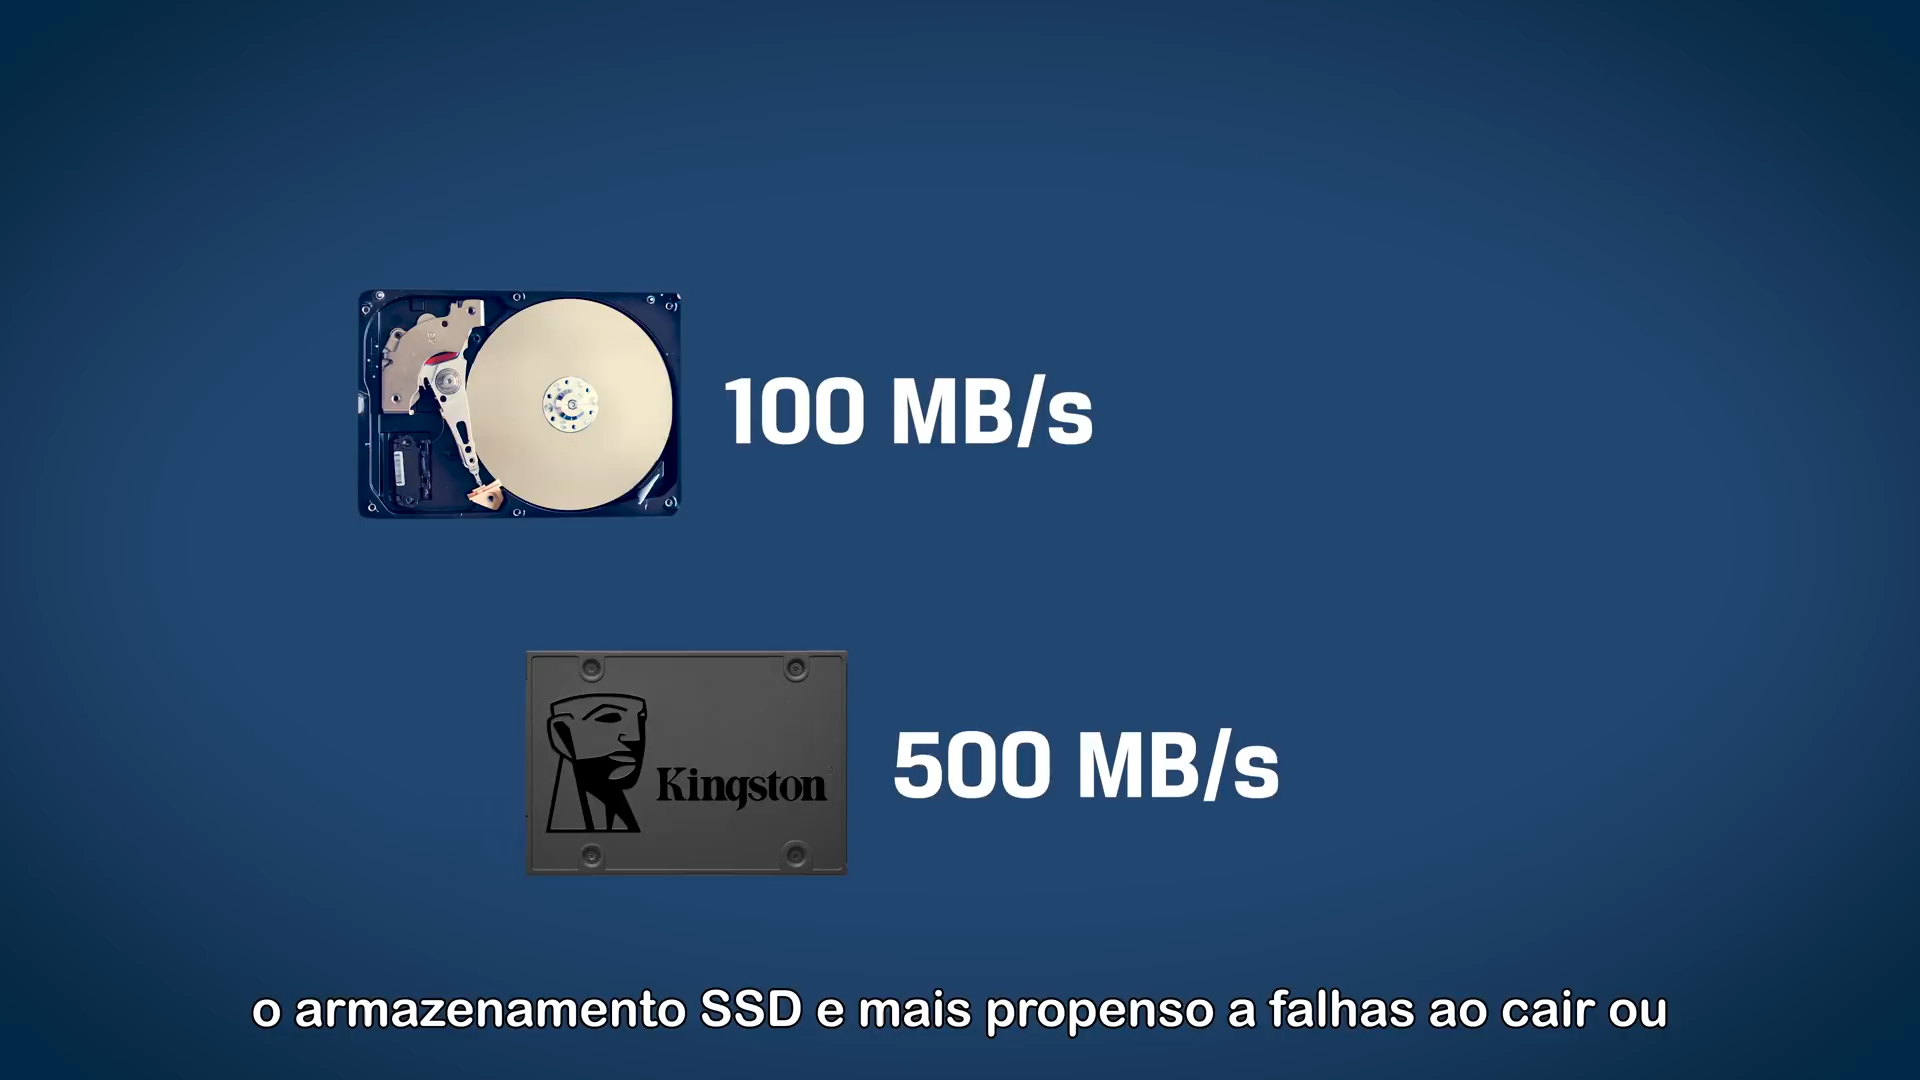 100 MB/s
Kingston
500 MB/s
o armazenamento SSD e mais propenso a falhas ao cair ou